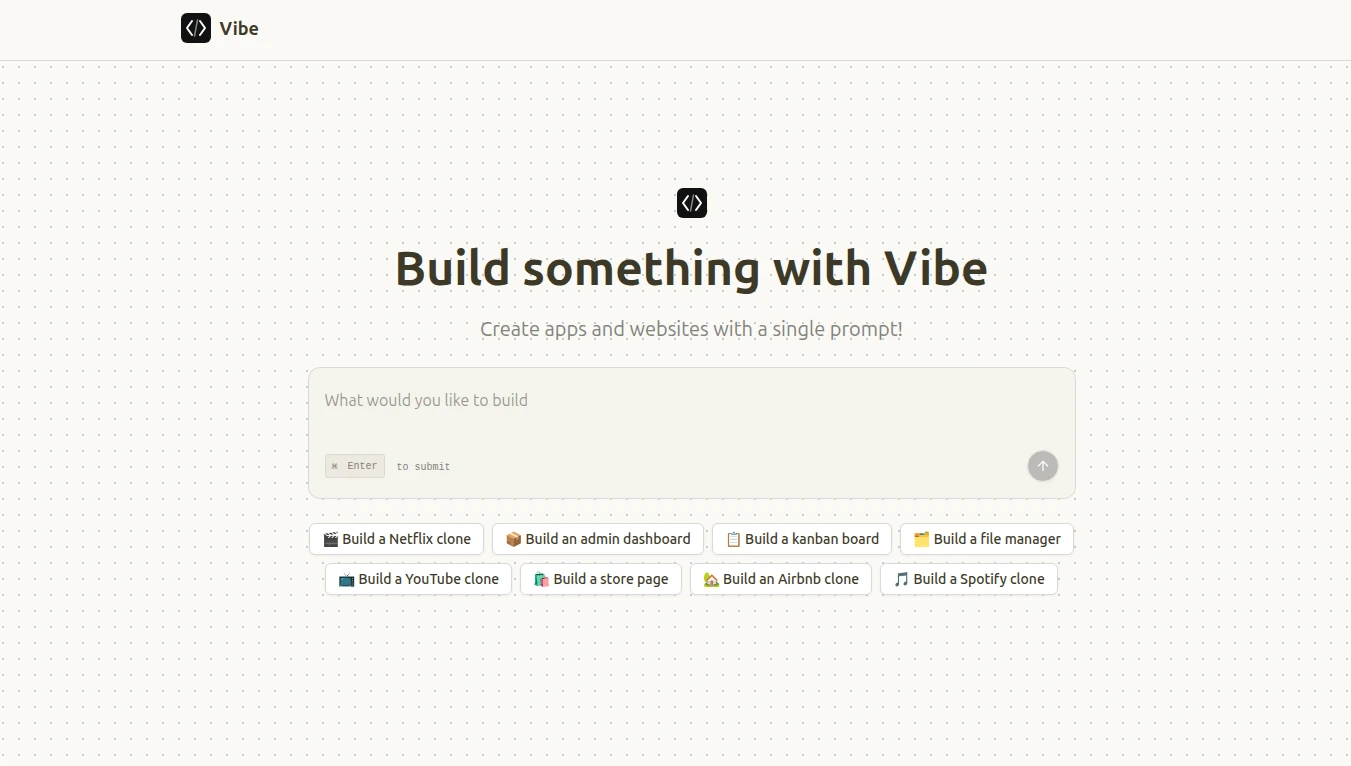 Vibe
Build something with Vibe
Create apps and websites with a single prompt!
What would you like to build
⌘ Enter to submit
Build a Netflix clone Build an admin dashboard Build a kanban board Build a file manager
Build a YouTube clone Build a store page Build an Airbnb clone Build a Spotify clone